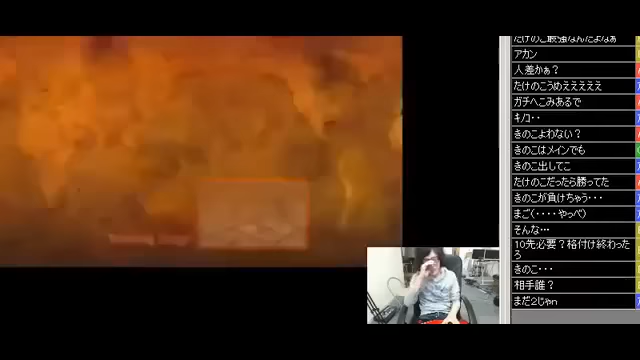 たけのこ最強なんだよなぁ
アカン
人差かぁ？
たけのこうめえええええ
ガチへこみあるで
キノコ・・
きのこよわない？
きのこはメインでも
きのこ出してこ
たけのこだったら勝ってた
きのこが負けちゃう・・・
まご(・・・・やっべ)
そんな…
10先必要？格付け終わった
ろ
きのこ・・・
相手誰？
まだ2じゃn